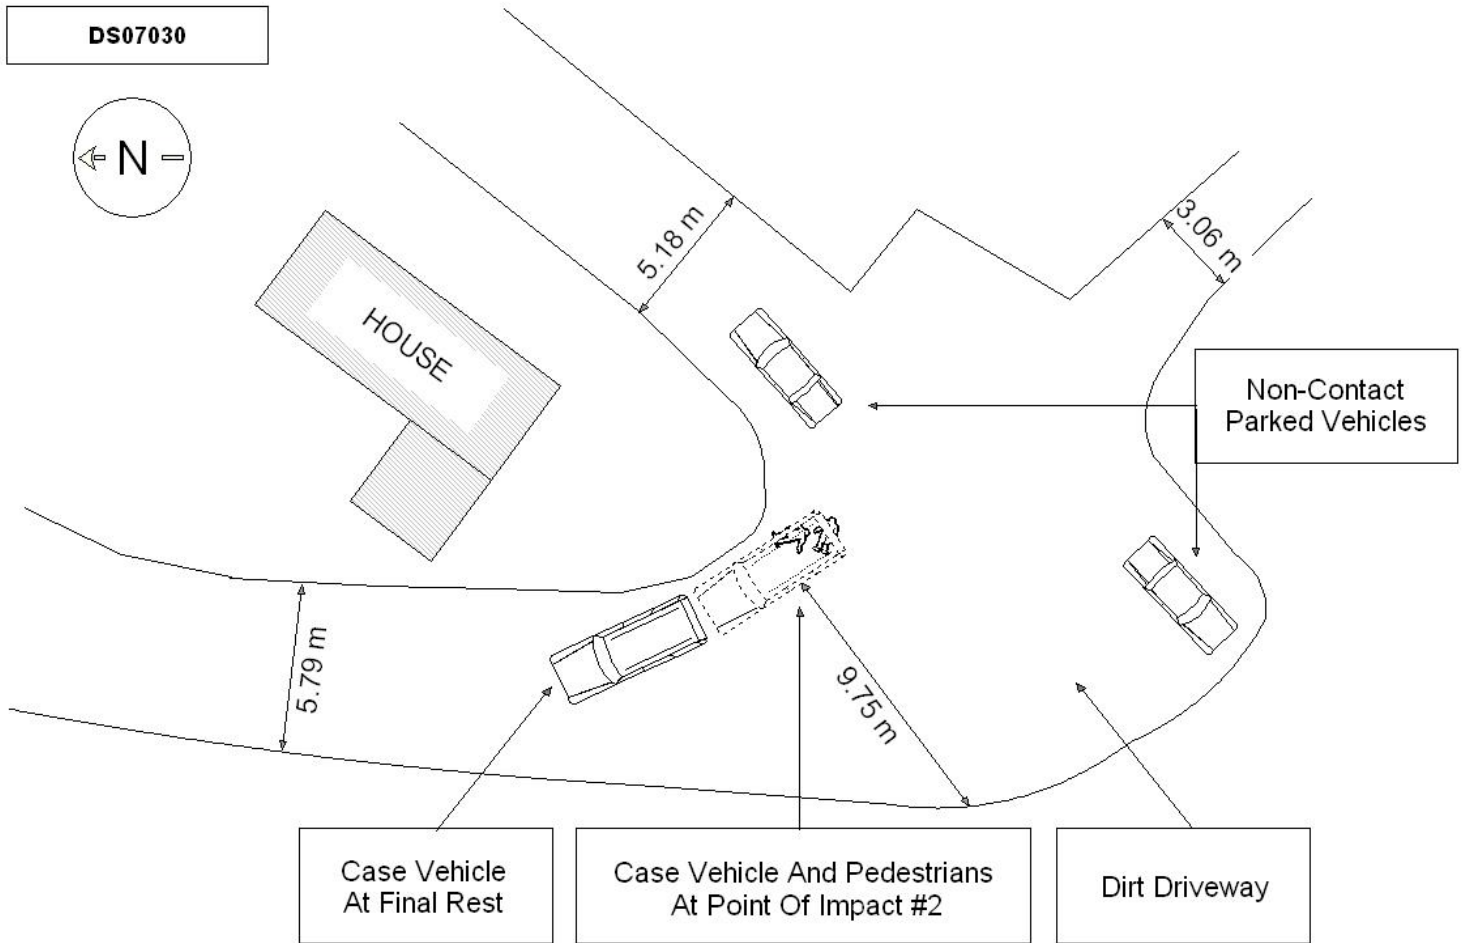 DS07030
N
5.18 m
3.06 m
HOUSE
Non-Contact
Parked Vehicles
5.79 m
9.75 m
Case Vehicle
At Final Rest
Case Vehicle And Pedestrians
At Point Of Impact #2
Dirt Driveway